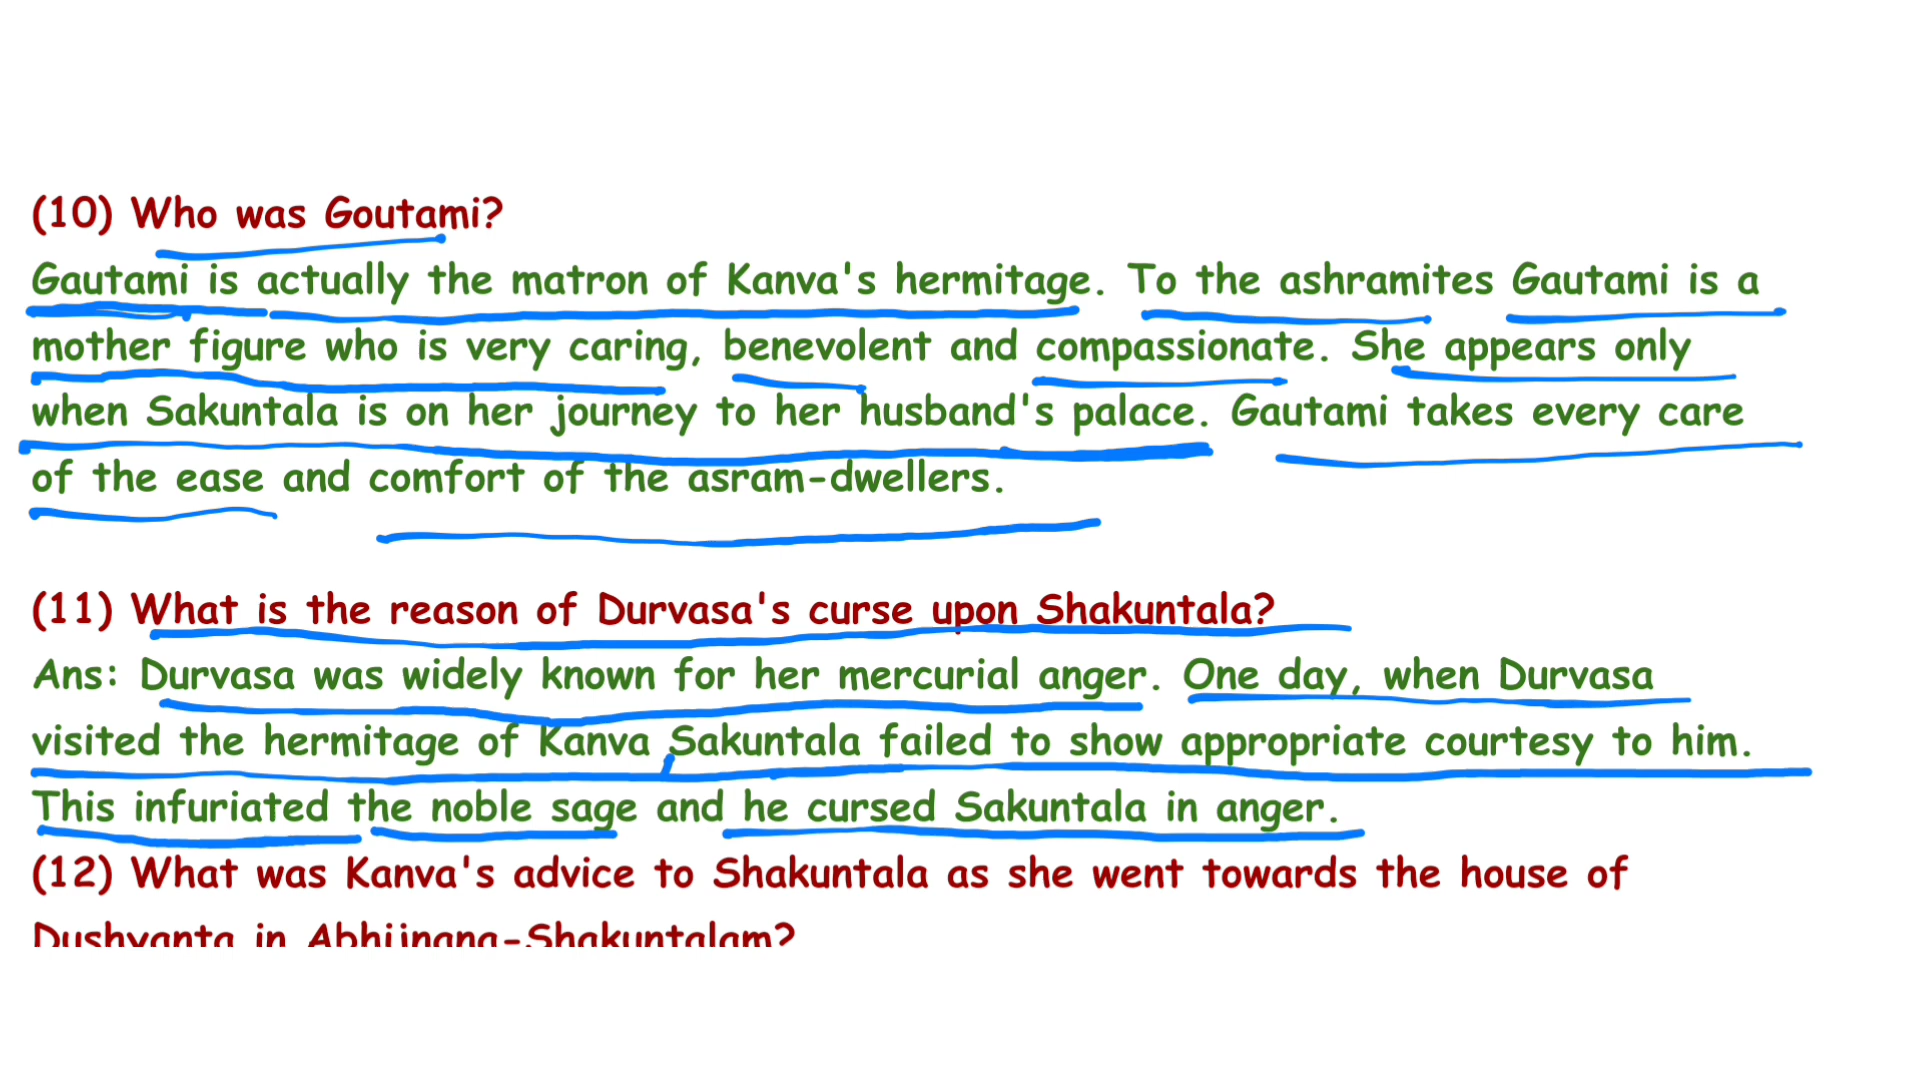 (10) Who was Goutami?
Gautami is actually the matron of Kanva's hermitage. To the ashramites Gautami is a
mother figure who is very caring, benevolent and compassionate. She appears only
when Sakuntala is on her journey to her husband's palace. Gautami takes every care
of the ease and comfort of the asram-dwellers.
(11) What is the reason of Durvasa's curse upon Shakuntala?
Ans: Durvasa was widely known for her mercurial anger. One day, when Durvasa
visited the hermitage of Kanva Sakuntala failed to show appropriate courtesy to him.
This infuriated the noble sage and he cursed Sakuntala in anger.
(12) What was Kanva's advice to Shakuntala as she went towards the house of
Dushyanta in Abhijnana-Shakuntalam?